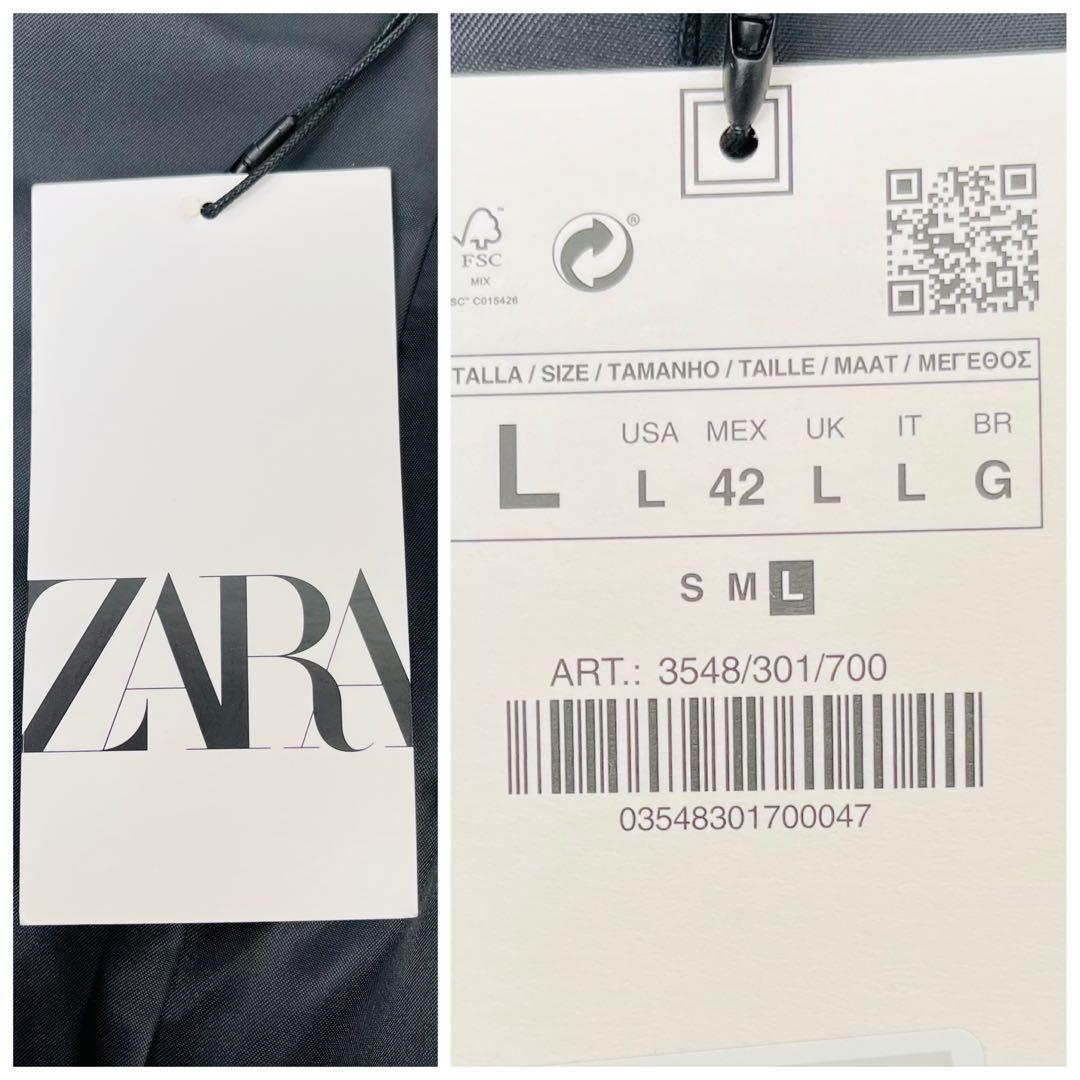 ZARA
FSC™
MIX
SC® C015426
®
TALLA / SIZE / TAMANHO / TAILLE / MAAT / ΜΕΓΕΘΟΣ
L
USA MEX UK IT BR
L 42 L L G
S M L
ART.: 3548/301/700
03548301700047